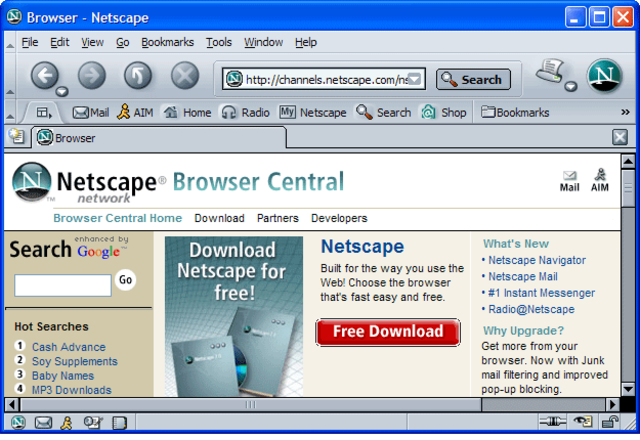 Browser - Netscape
File Edit View Go Bookmarks Tools Window Help
http://channels.netscape.com/ns Search
Mail AIM Home Radio My Netscape Search Shop Bookmarks
Browser
Netscape® Browser Central
network
TM
Mail AIM
Browser Central Home Download Partners Developers
Search enhanced by Google™
Go
Hot Searches
1 Cash Advance
2 Soy Supplements
3 Baby Names
4 MP3 Downloads
Download
Netscape for
free!
Netscape
Built for the way you use the
Web! Choose the browser
that's fast easy and free.
Free Download
What's New
• Netscape Navigator
• Netscape Mail
• #1 Instant Messenger
• Radio@Netscape
Why Upgrade?
Get more from your
browser. Now with Junk
mail filtering and improved
pop-up blocking.